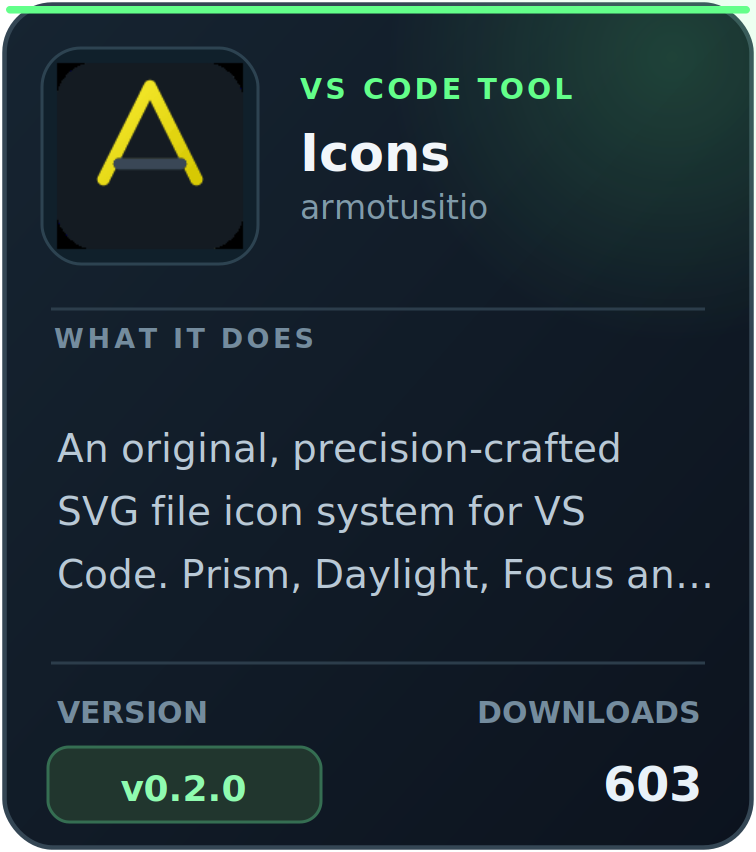 VS CODE TOOL
Icons
armotusitio
WHAT IT DOES
An original, precision-crafted
SVG file icon system for VS
Code. Prism, Daylight, Focus an…
VERSION
DOWNLOADS
v0.2.0
603